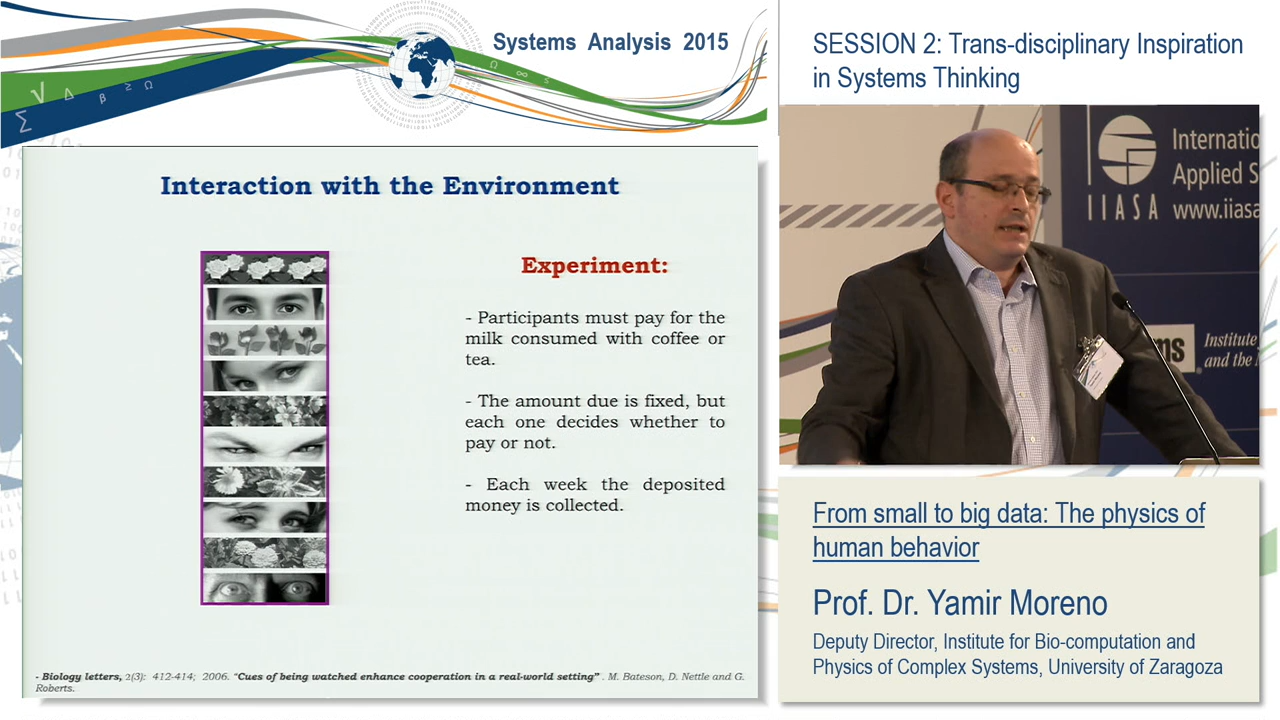 Systems Analysis 2015
Interaction with the Environment
Experiment:
- Participants must pay for the
milk consumed with coffee or
tea.
- The amount due is fixed, but
each one decides whether to
pay or not.
- Each week the deposited
money is collected.
- Biology letters, 2(3): 412-414; 2006. "Cues of being watched enhance cooperation in a real-world setting" . M. Bateson, D. Nettle and G.
Roberts.
SESSION 2: Trans-disciplinary Inspiration
in Systems Thinking
IIASA
Internatio
Applied S
www.iiasa
ms
Institute
and the
From small to big data: The physics of
human behavior
Prof. Dr. Yamir Moreno
Deputy Director, Institute for Bio-computation and
Physics of Complex Systems, University of Zaragoza